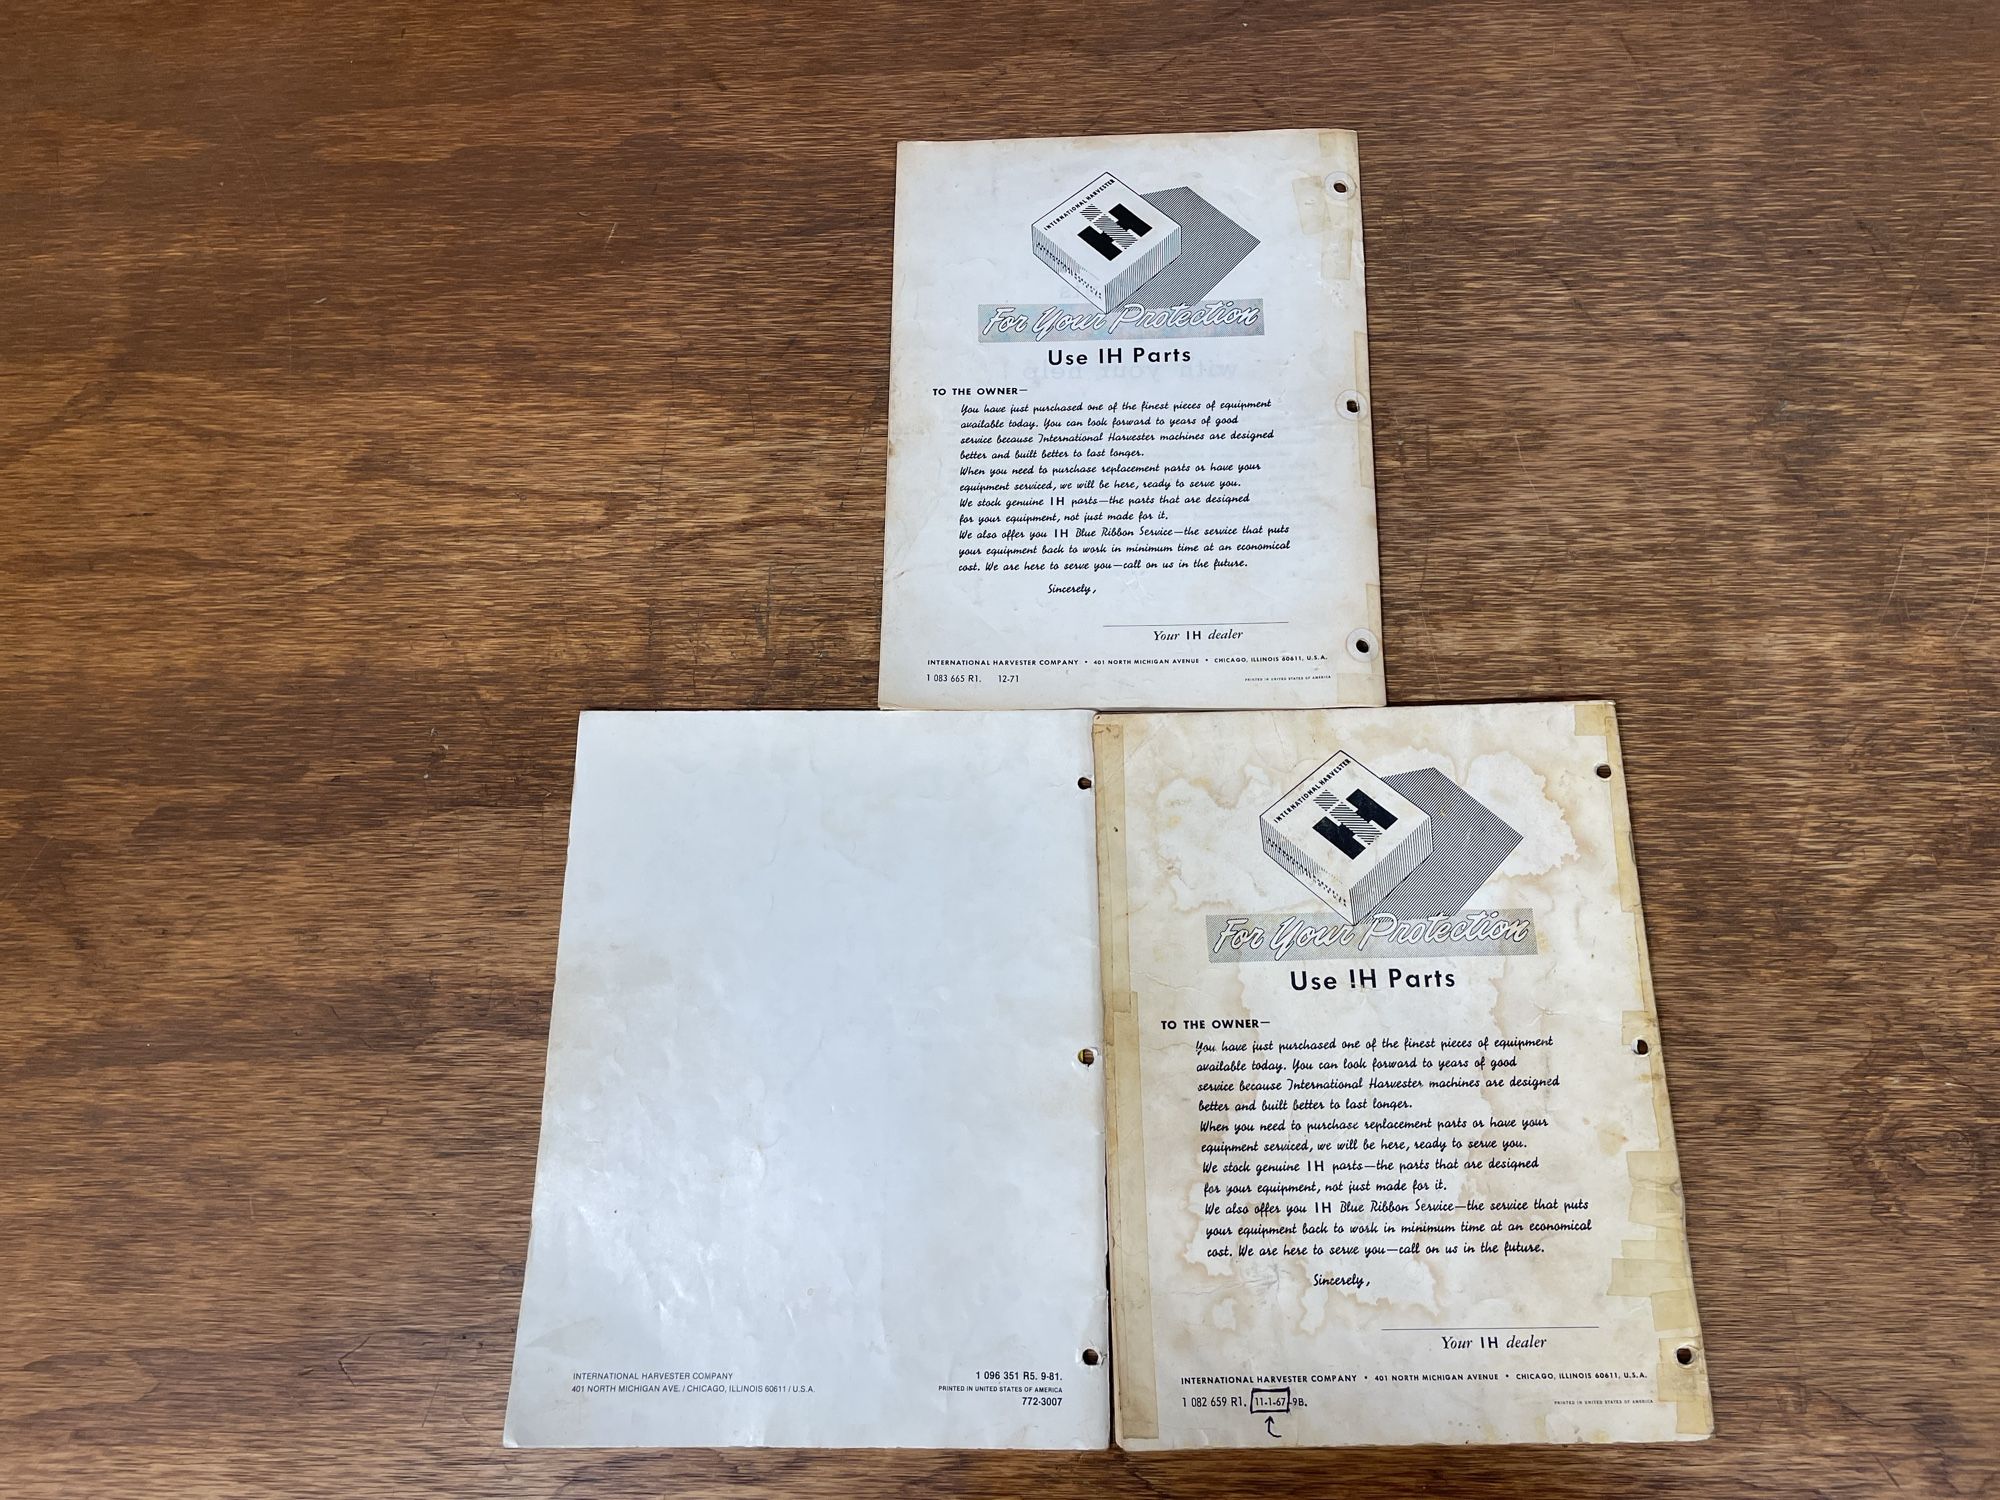 INTERNATIONAL HARVESTER
IH
For Your Protection
Use IH Parts
TO THE OWNER—
You have just purchased one of the finest pieces of equipment
available today. You can look forward to years of good
service because International Harvester machines are designed
better and built better to last longer.
When you need to purchase replacement parts or have your
equipment serviced, we will be here, ready to serve you.
We stock genuine IH parts—the parts that are designed
for your equipment, not just made for it.
We also offer you IH Blue Ribbon Service—the service that puts
your equipment back to work in minimum time at an economical
cost. We are here to serve you—call on us in the future.
Sincerely,
Your IH dealer
INTERNATIONAL HARVESTER COMPANY • 401 NORTH MICHIGAN AVENUE • CHICAGO, ILLINOIS 60611, U.S.A.
1 083 665 R1. 12-71
PRINTED IN UNITED STATES OF AMERICA
INTERNATIONAL HARVESTER COMPANY
401 NORTH MICHIGAN AVE. / CHICAGO, ILLINOIS 60611 / U.S.A.
1 096 351 R5. 9-81.
PRINTED IN UNITED STATES OF AMERICA
772-3007
INTERNATIONAL HARVESTER
IH
For Your Protection
Use IH Parts
TO THE OWNER—
You have just purchased one of the finest pieces of equipment
available today. You can look forward to years of good
service because International Harvester machines are designed
better and built better to last longer.
When you need to purchase replacement parts or have your
equipment serviced, we will be here, ready to serve you.
We stock genuine IH parts—the parts that are designed
for your equipment, not just made for it.
We also offer you IH Blue Ribbon Service—the service that puts
your equipment back to work in minimum time at an economical
cost. We are here to serve you—call on us in the future.
Sincerely,
Your IH dealer
INTERNATIONAL HARVESTER COMPANY • 401 NORTH MICHIGAN AVENUE • CHICAGO, ILLINOIS 60611, U.S.A.
1 082 659 R1. 11-1-67-9B.
PRINTED IN UNITED STATES OF AMERICA